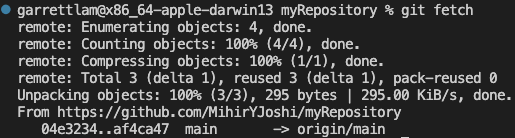 garrettlam@x86_64-apple-darwin13 myRepository % git fetch
remote: Enumerating objects: 4, done.
remote: Counting objects: 100% (4/4), done.
remote: Compressing objects: 100% (1/1), done.
remote: Total 3 (delta 1), reused 3 (delta 1), pack-reused 0
Unpacking objects: 100% (3/3), 295 bytes | 295.00 KiB/s, done.
From https://github.com/MihirYJoshi/myRepository
   04e3234..af4ca47  main       -> origin/main